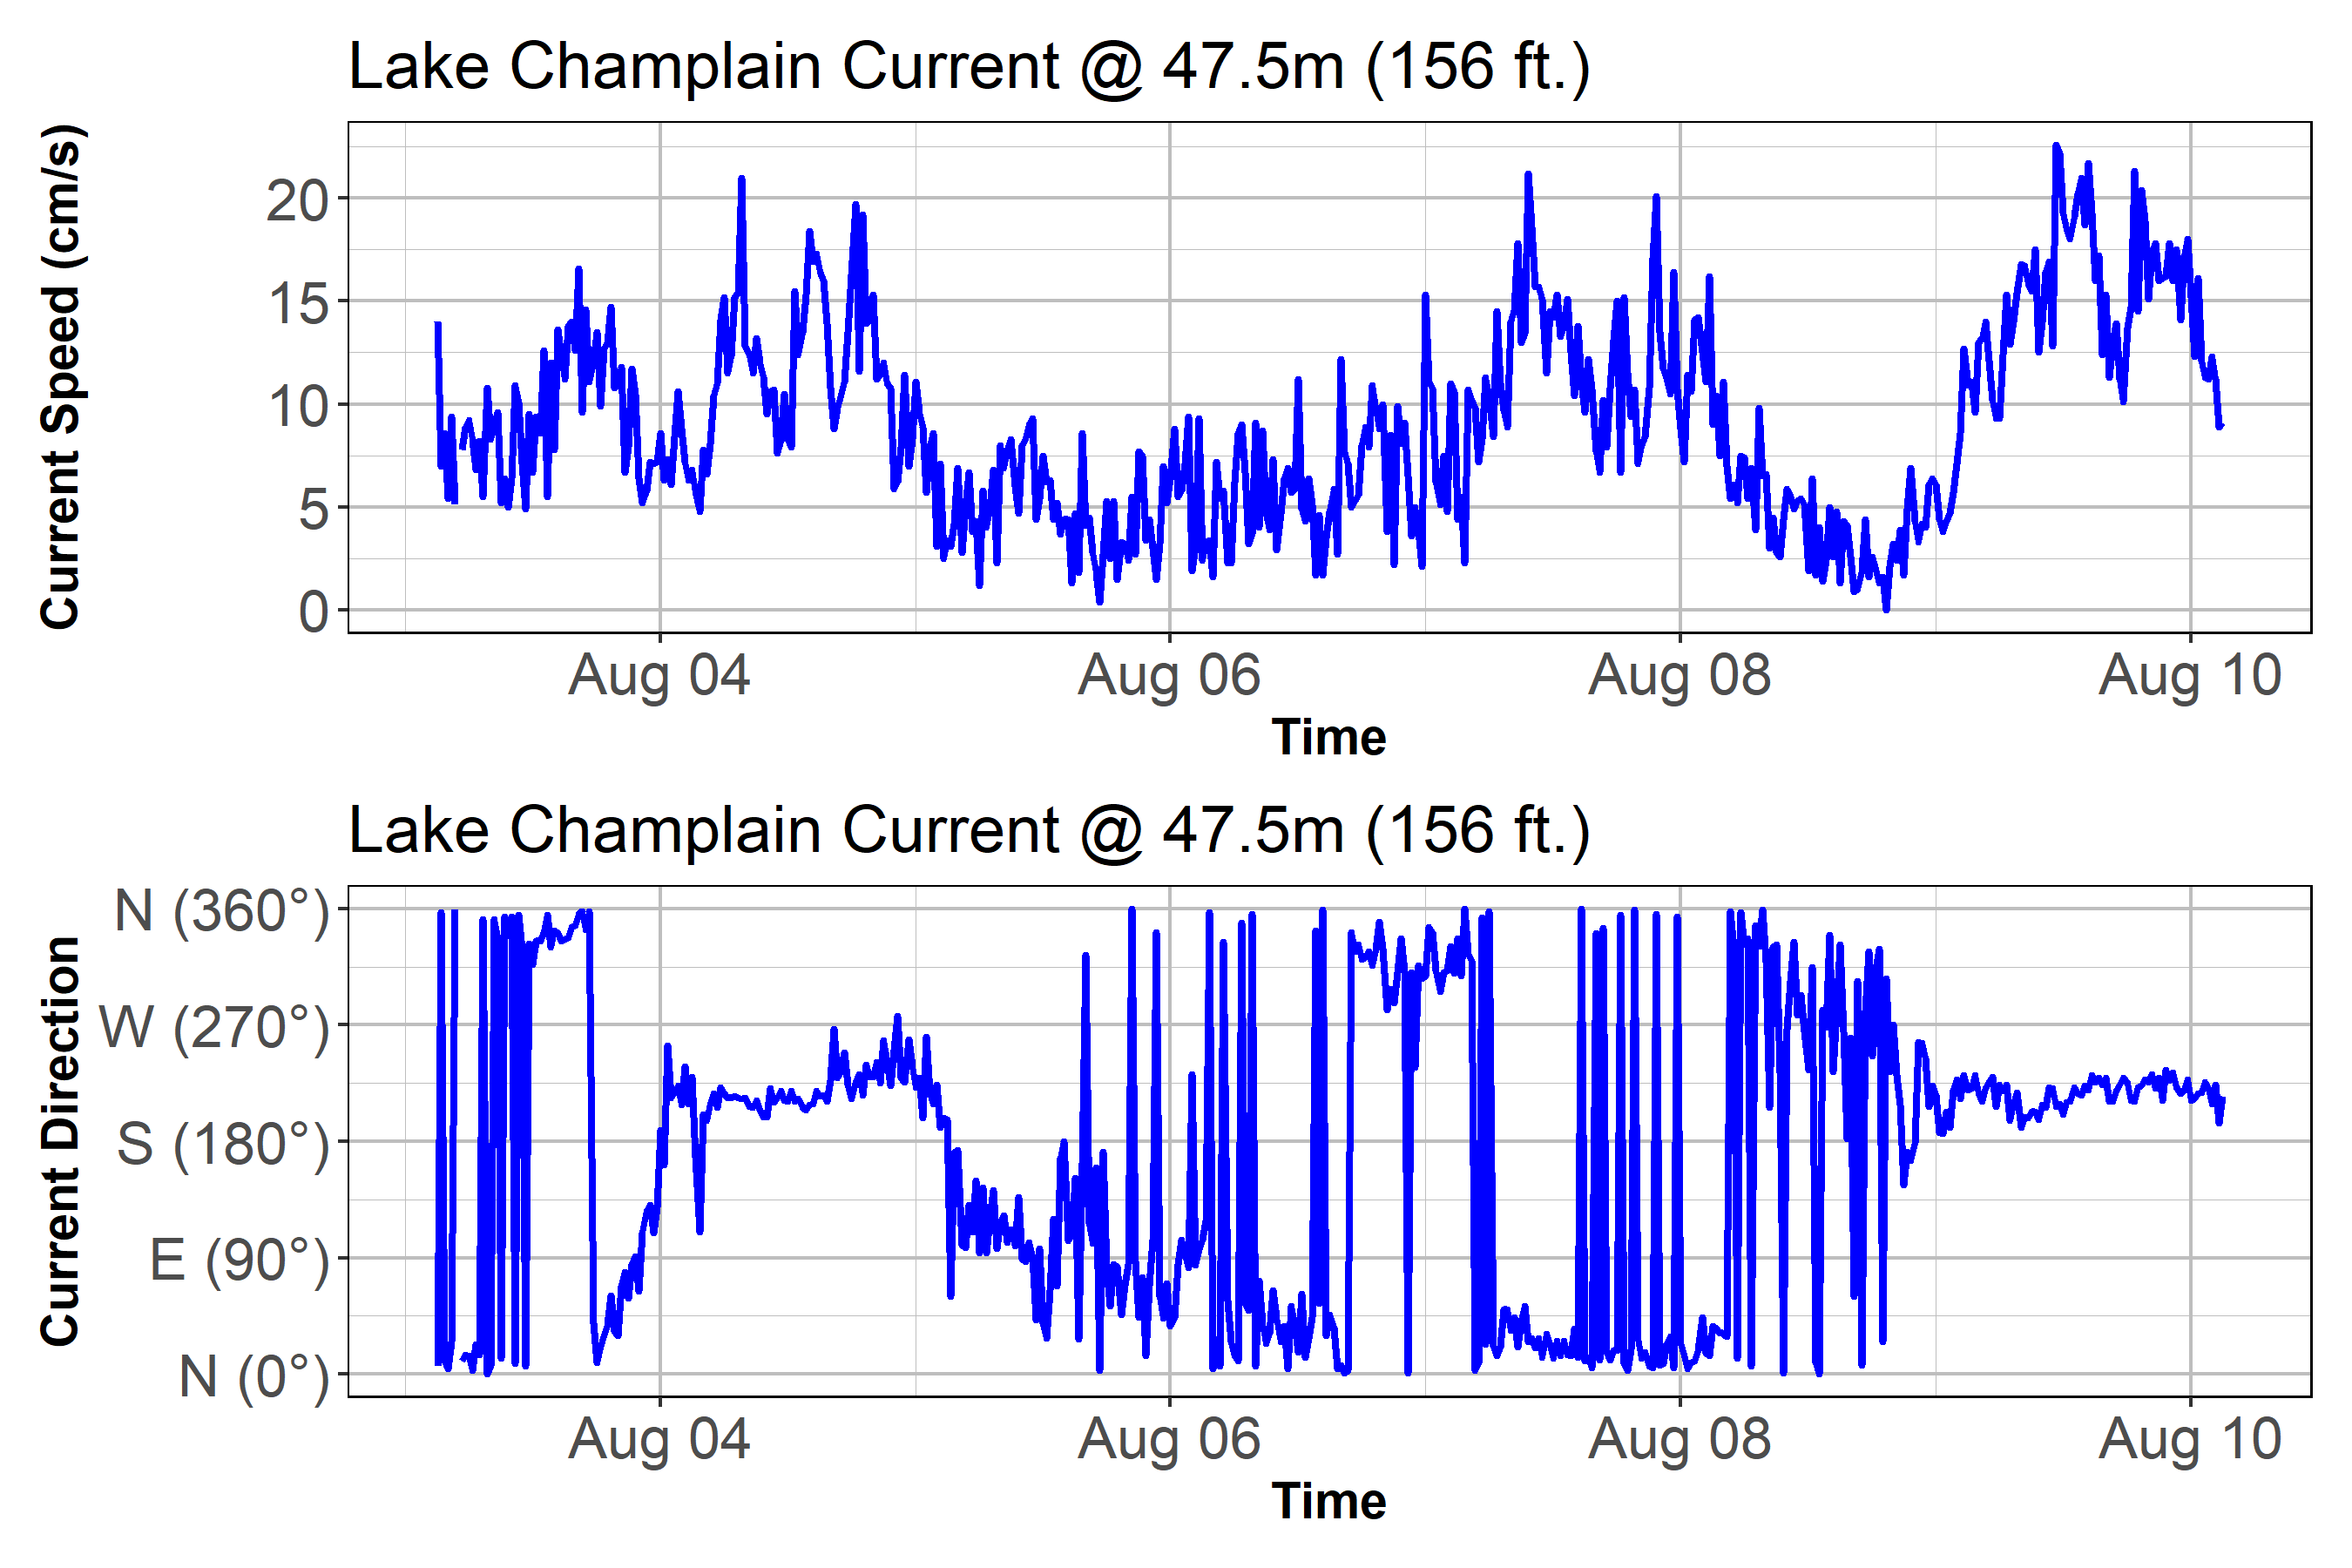 Lake Champlain Current @ 47.5m (156 ft.)
Current Speed (cm/s)
20
15
10
5
0
Aug 04 Aug 06 Aug 08 Aug 10
Time
Lake Champlain Current @ 47.5m (156 ft.)
Current Direction
N (360°)
W (270°)
S (180°)
E (90°)
N (0°)
Aug 04 Aug 06 Aug 08 Aug 10
Time